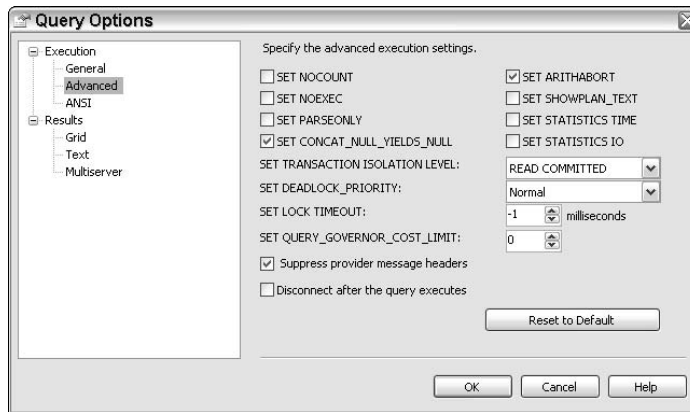 Query Options
Execution
General
Advanced
ANSI
Results
Grid
Text
Multiserver
Specify the advanced execution settings.
SET NOCOUNT
SET ARITHABORT
SET NOEXEC
SET SHOWPLAN_TEXT
SET PARSEONLY
SET STATISTICS TIME
SET CONCAT_NULL_YIELDS_NULL
SET STATISTICS IO
SET TRANSACTION ISOLATION LEVEL: READ COMMITTED
SET DEADLOCK_PRIORITY: Normal
SET LOCK TIMEOUT: -1 milliseconds
SET QUERY_GOVERNOR_COST_LIMIT: 0
Suppress provider message headers
Disconnect after the query executes
Reset to Default
OK Cancel Help